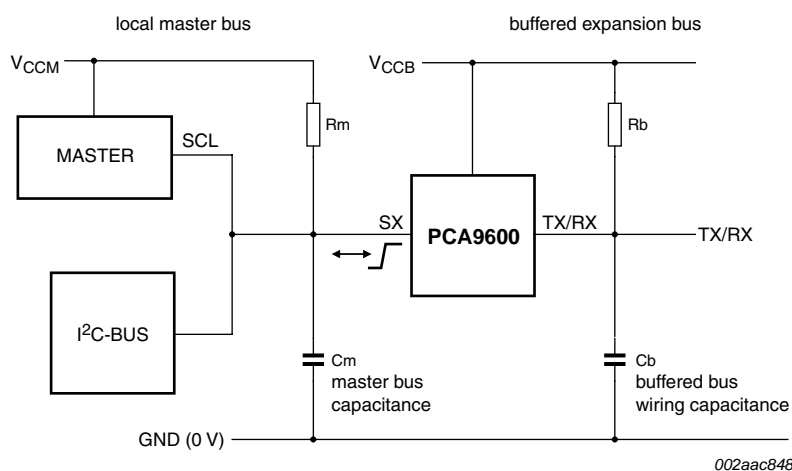 local master bus
buffered expansion bus
VCCM
VCCB
Rm
Rb
MASTER
SCL
SX
PCA9600
TX/RX
TX/RX
I2C-BUS
Cm
master bus
capacitance
Cb
buffered bus
wiring capacitance
GND (0 V)
002aac848